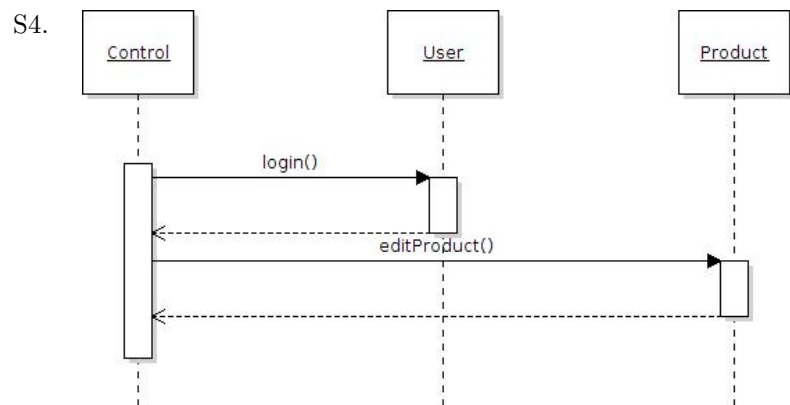 S4.
Control User Product
login()
editProduct()